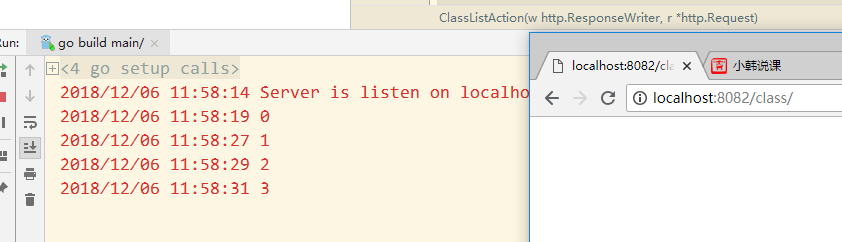 ClassListAction(w http.ResponseWriter, r *http.Request)
go build main/
<4 go setup calls>
2018/12/06 11:58:14 Server is listen on
2018/12/06 11:58:19 0
2018/12/06 11:58:27 1
2018/12/06 11:58:29 2
2018/12/06 11:58:31 3
localhost:8082/cla
小韩说课
localhost:8082/class/